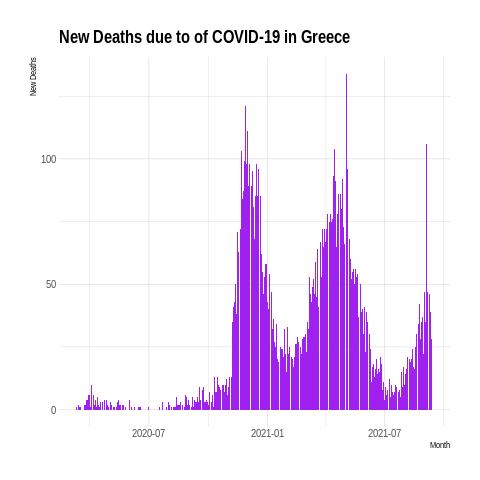 New Deaths due to of COVID-19 in Greece
New Deaths
100
50
0
2020-07
2021-01
2021-07
Month